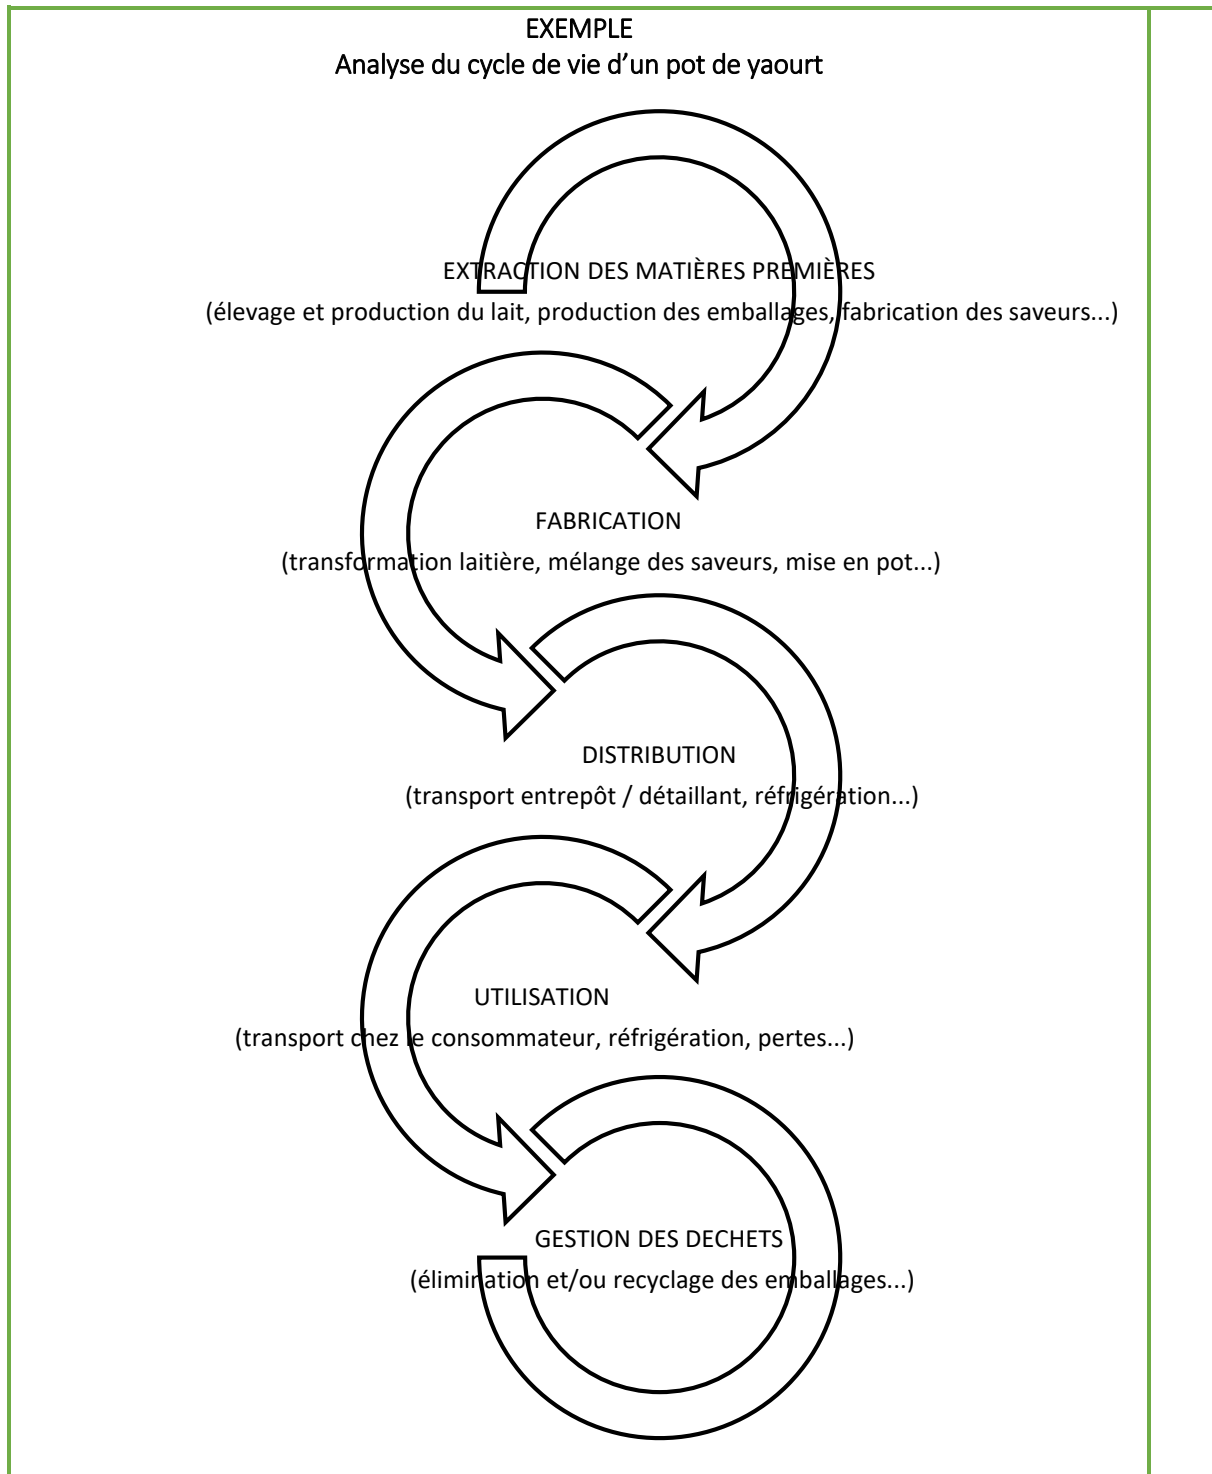 EXEMPLE
Analyse du cycle de vie d’un pot de yaourt
EXTRACTION DES MATIÈRES PREMIÈRES
(élevage et production du lait, production des emballages, fabrication des saveurs...)
FABRICATION
(transformation laitière, mélange des saveurs, mise en pot...)
DISTRIBUTION
(transport entrepôt / détaillant, réfrigération...)
UTILISATION
(transport chez le consommateur, réfrigération, pertes...)
GESTION DES DECHETS
(élimination et/ou recyclage des emballages...)